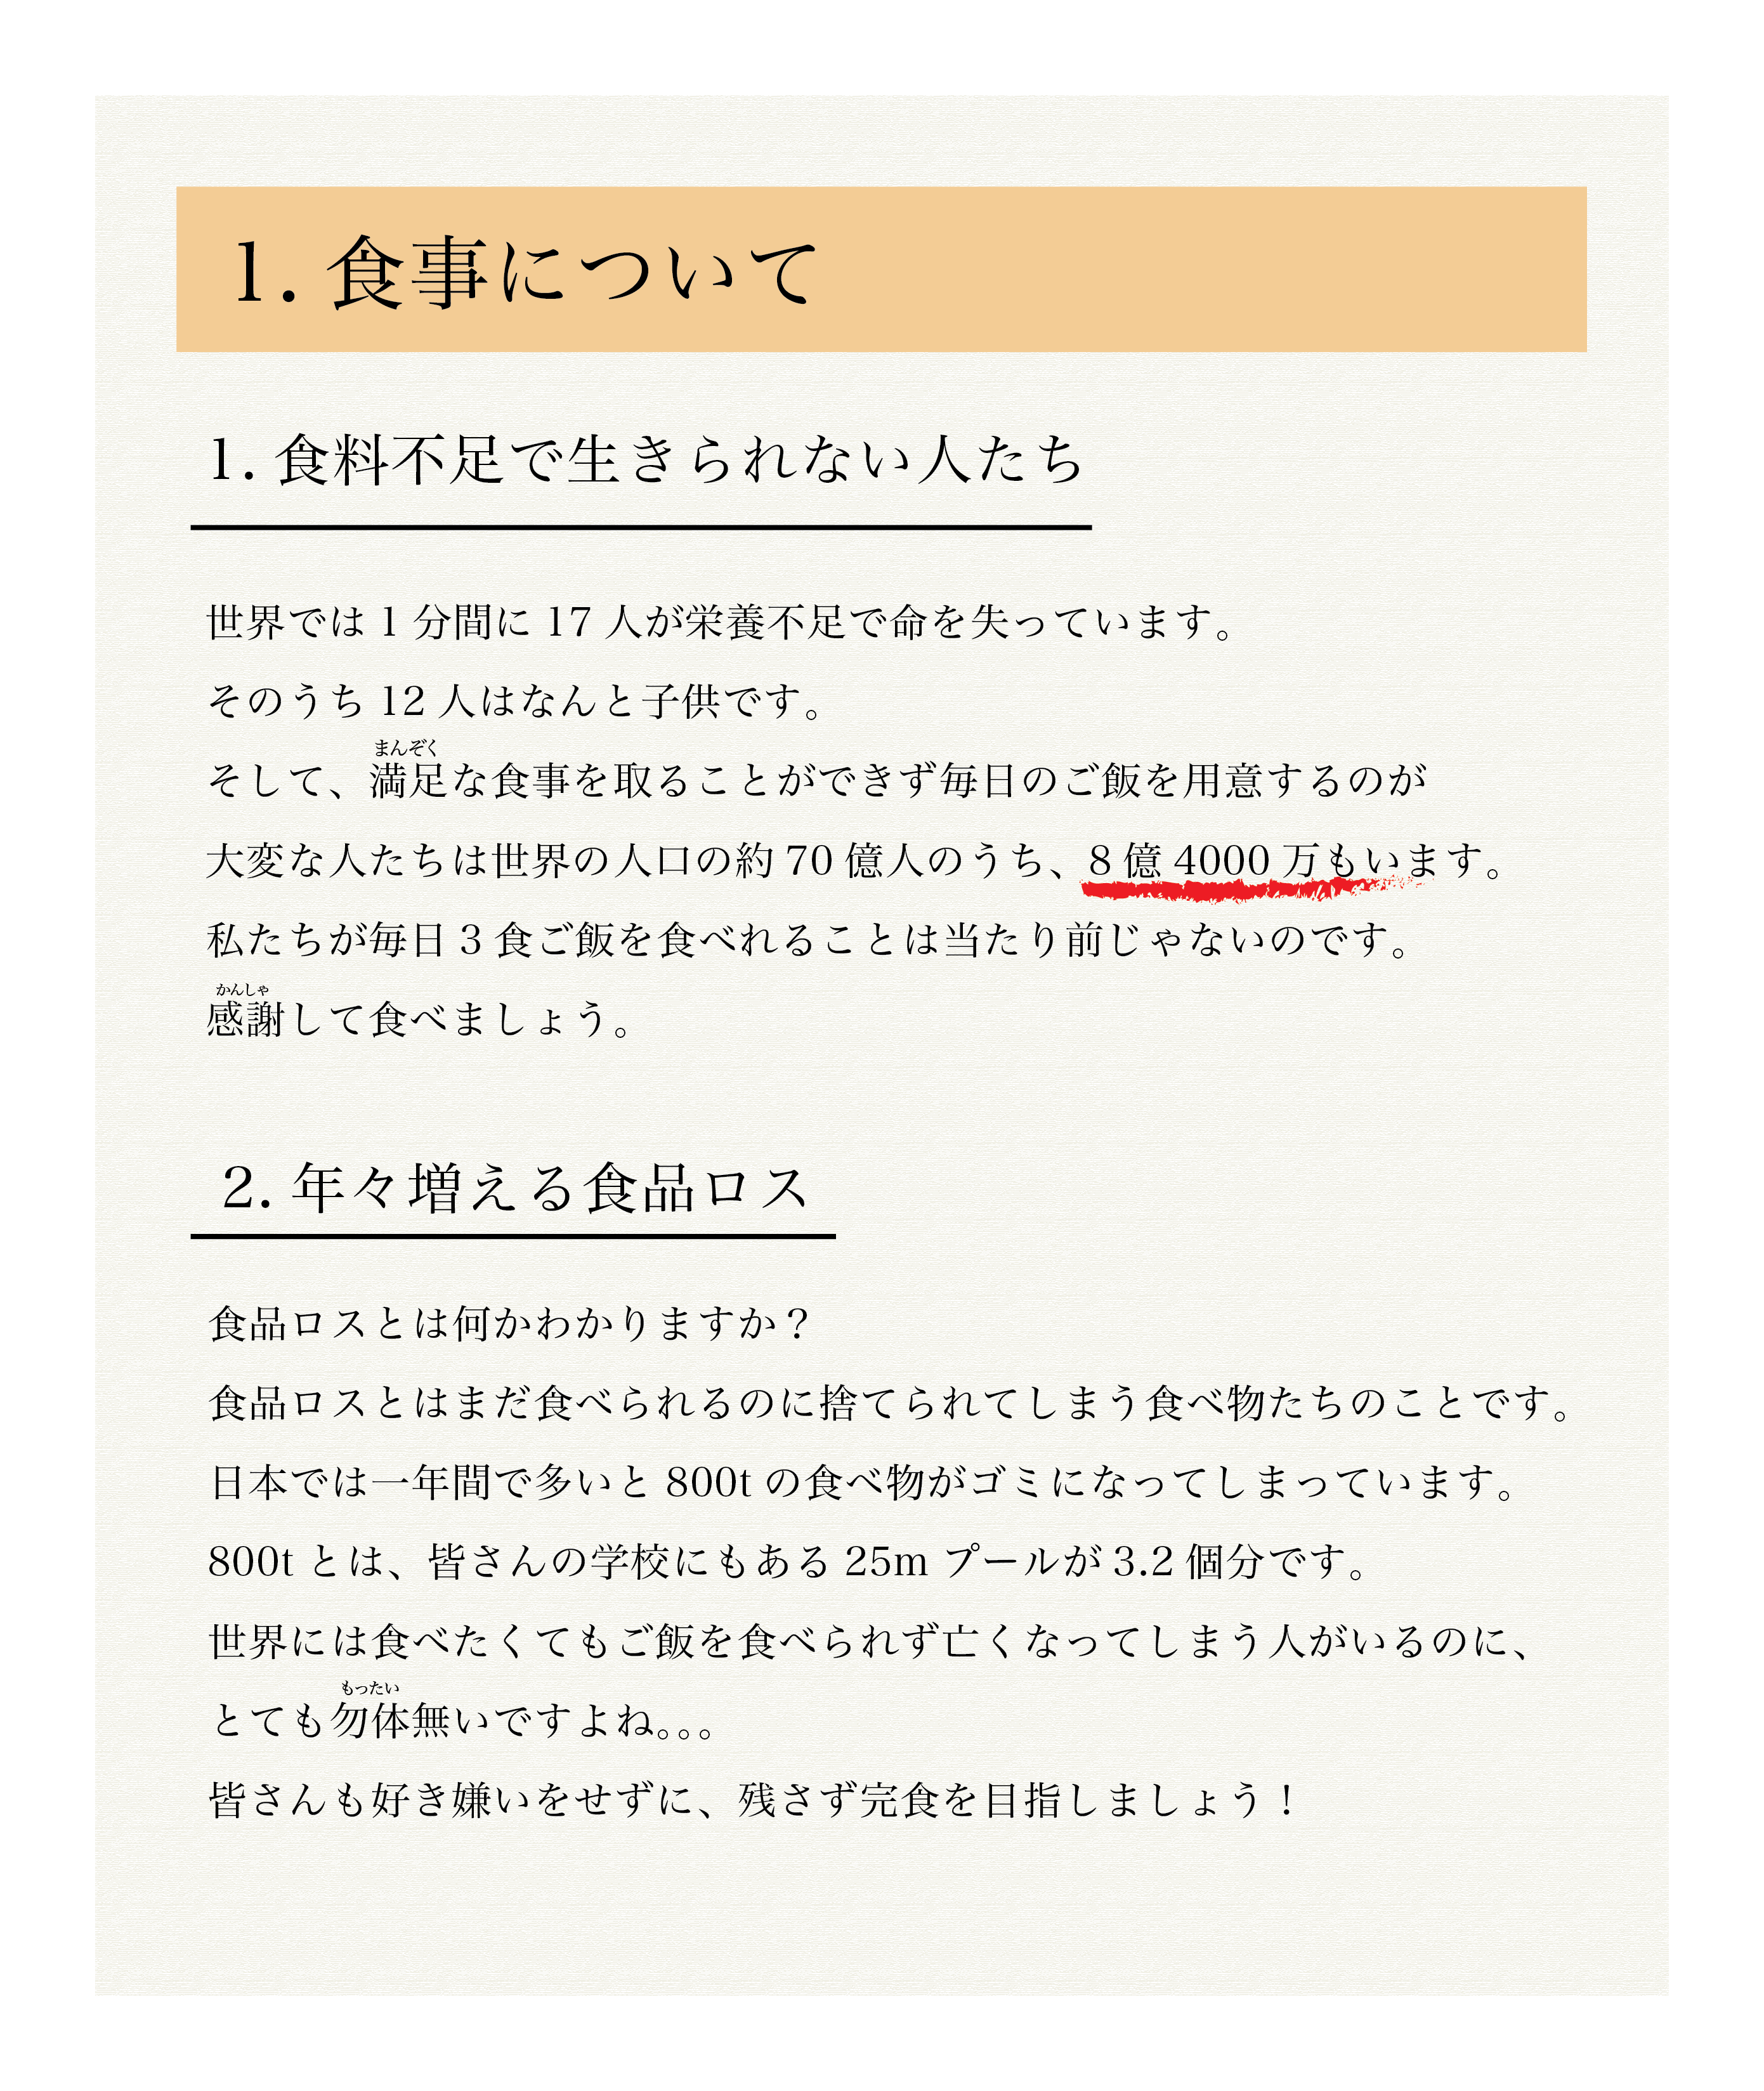 1. 食事について
1. 食料不足で生きられない人たち
世界では 1 分間に 17 人が栄養不足で命を失っています。
そのうち 12 人はなんと子供です。
まんぞく
そして、満足な食事を取ることができず毎日のご飯を用意するのが
大変な人たちは世界の人口の約 70 億人のうち、8 億 4000 万もいます。
私たちが毎日 3 食ご飯を食べれることは当たり前じゃないのです。
かんしゃ
感謝して食べましょう。
2. 年々増える食品ロス
食品ロスとは何かわかりますか？
食品ロスとはまだ食べられるのに捨てられてしまう食べ物たちのことです。
日本では一年間で多いと 800t の食べ物がゴミになってしまっています。
800t とは、皆さんの学校にもある 25m プールが 3.2 個分です。
世界には食べたくてもご飯を食べられず亡くなってしまう人がいるのに、
もったい
とても勿体無いですよね。。。
皆さんも好き嫌いをせずに、残さず完食を目指しましょう！